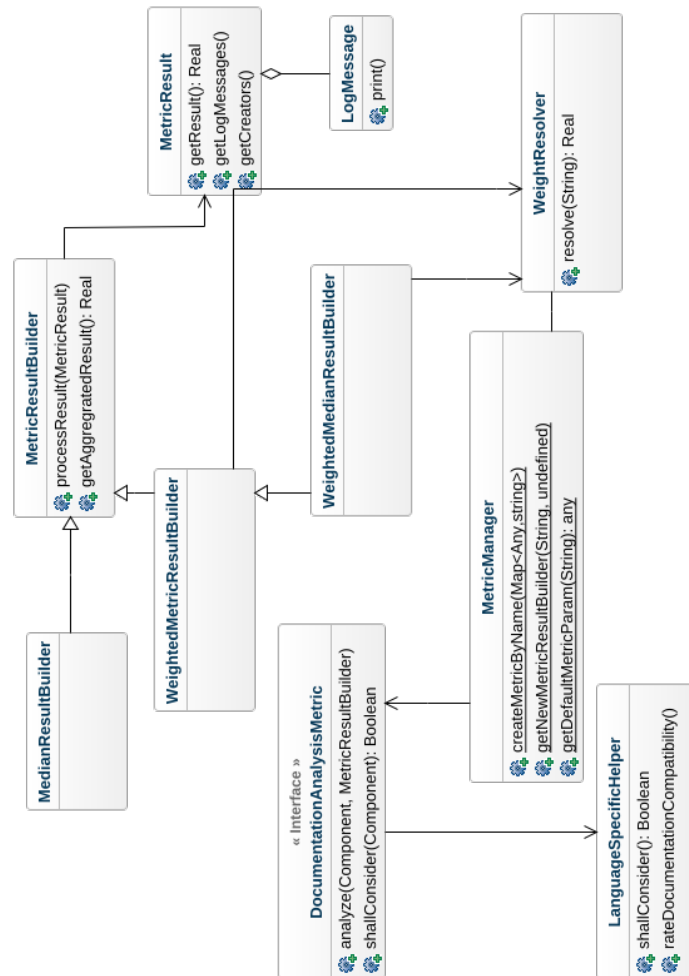 MetricResult
getResult(): Real
getLogMessages()
getCreators()
LogMessage
print()
MetricResultBuilder
processResult(MetricResult)
getAggregratedResult(): Real
WeightResolver
resolve(String): Real
WeightedMedianResultBuilder
WeightedMetricResultBuilder
MedianResultBuilder
MetricManager
createMetricByName(Map<Any,string>)
getNewMetricResultBuilder(String, undefined)
getDefaultMetricParam(String): any
« Interface »
DocumentationAnalysisMetric
analyze(Component, MetricResultBuilder)
shallConsider(Component): Boolean
LanguageSpecificHelper
shallConsider(): Boolean
rateDocumentationCompatibility()